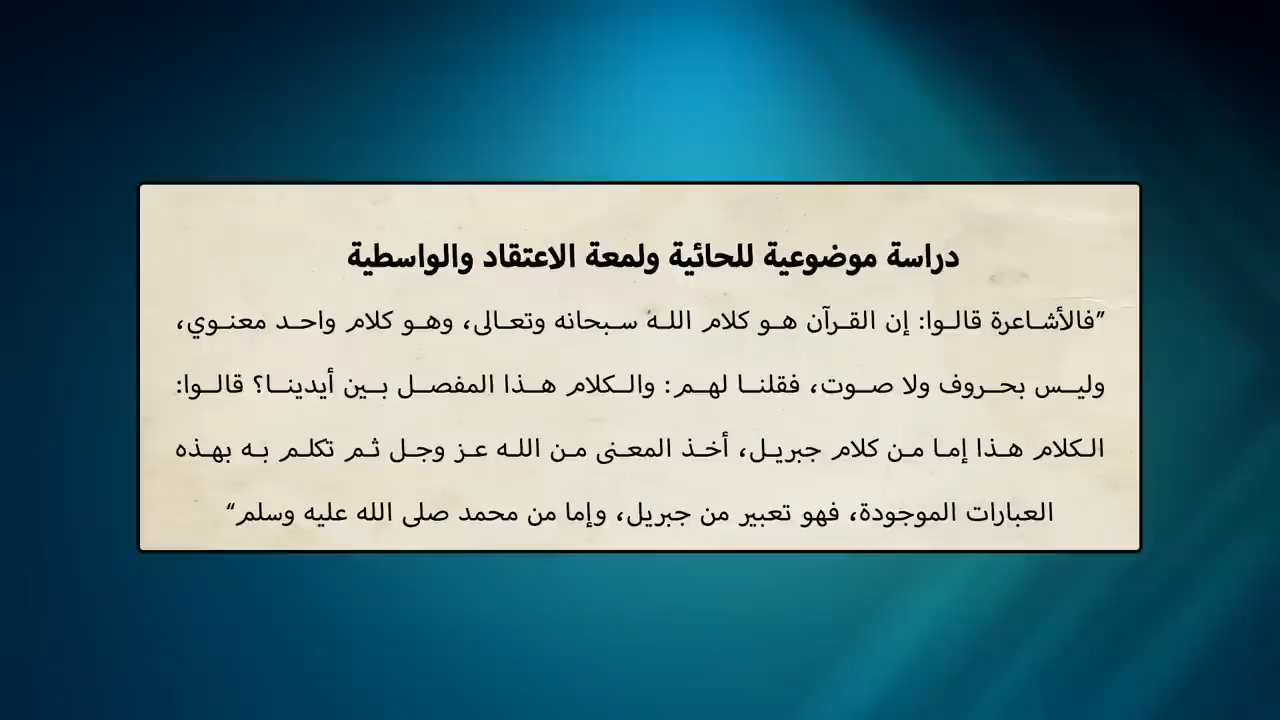 دراسة موضوعية للحائية ولمعة الاعتقاد والواسطية
"فالأشاعرة قالوا: إن القرآن هو كلام الله سبحانه وتعالى، وهو كلام واحد معنوي،
وليس بحروف ولا صوت، فقلنا لهم: والكلام هذا المفصل بين أيدينا؟ قالوا:
الكلام هذا إما من كلام جبريل، أخذ المعنى من الله عز وجل ثم تكلم به بهذه
العبارات الموجودة، فهو تعبير من جبريل، وإما من محمد صلى الله عليه وسلم"